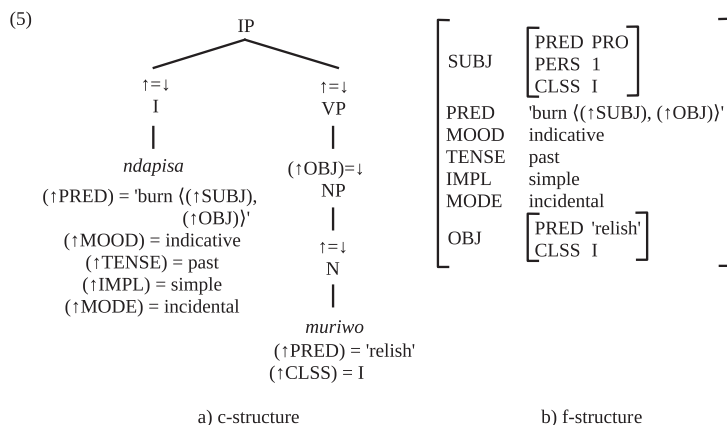 (5)
IP
↑=↓ ↑=↓
I VP
ndapisa (↑OBJ)=↓
(↑PRED) = 'burn ⟨(↑SUBJ), NP
(↑OBJ)⟩'
(↑MOOD) = indicative ↑=↓
(↑TENSE) = past N
(↑IMPL) = simple
(↑MODE) = incidental
muriwo
(↑PRED) = 'relish'
(↑CLSS) = I
a) c-structure
SUBJ
PRED PRO
PERS 1
CLSS I
PRED 'burn ⟨(↑SUBJ), (↑OBJ)⟩'
MOOD indicative
TENSE past
IMPL simple
MODE incidental
OBJ
PRED 'relish'
CLSS I
b) f-structure